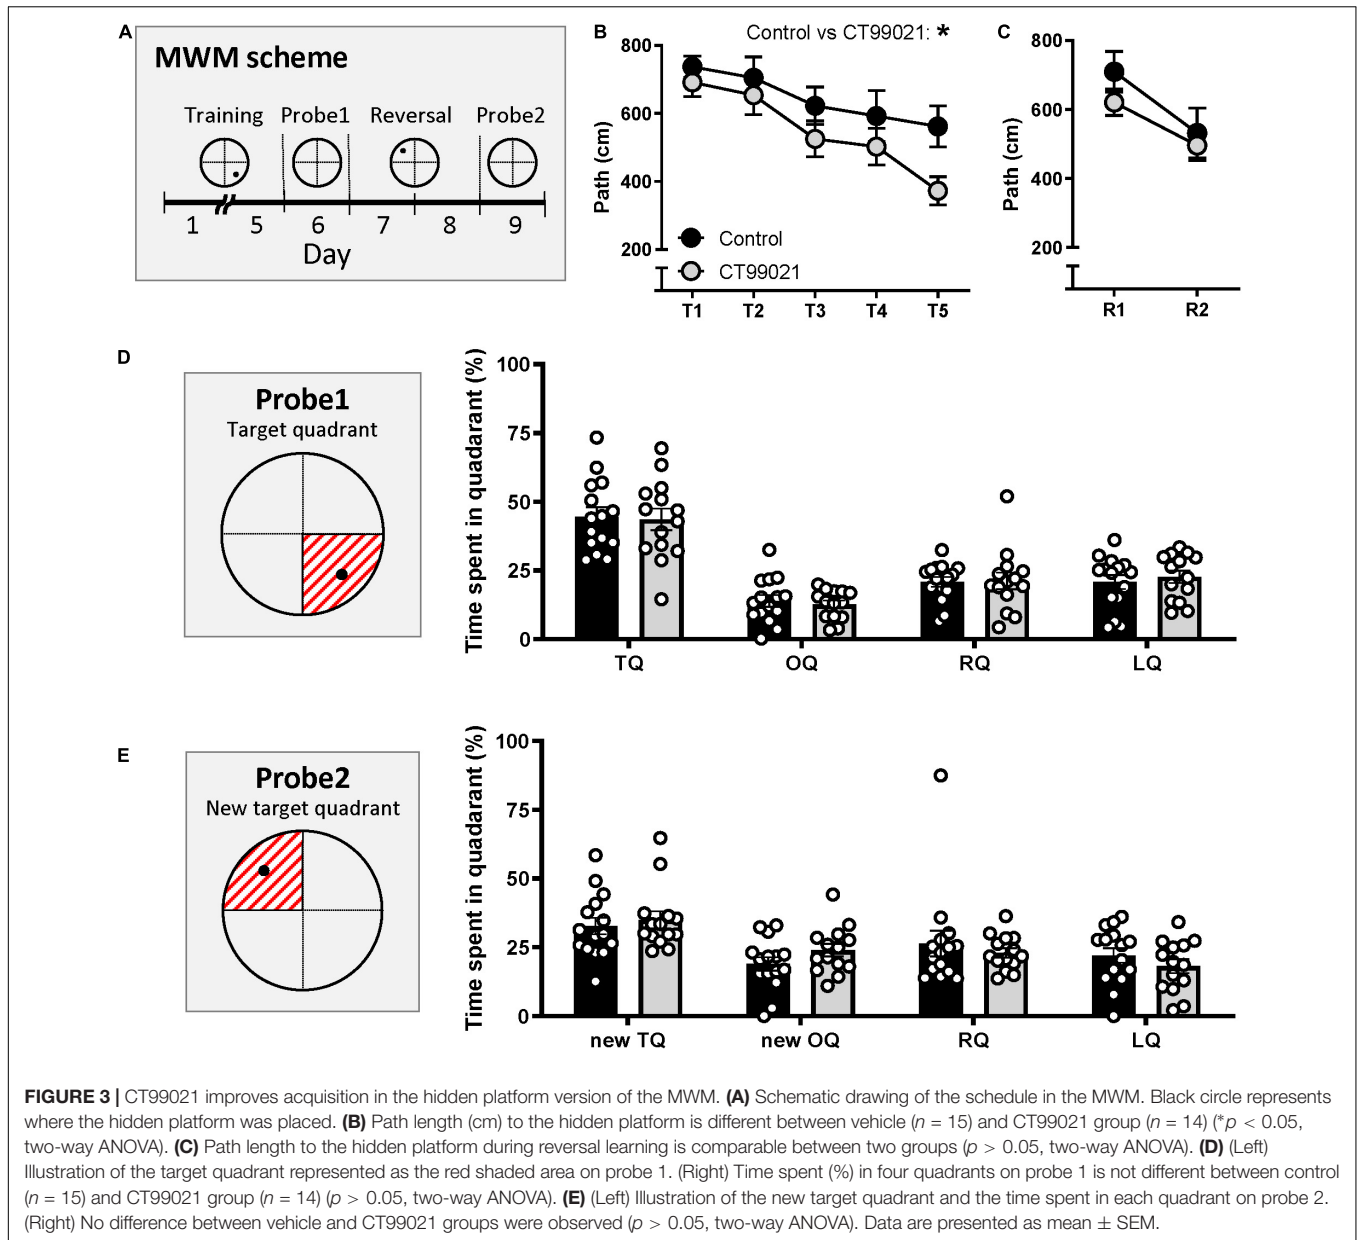 A
MWM scheme
Training Probe1 Reversal Probe2
1 5 6 7 8 9
Day
B
Control vs CT99021: *
Path (cm)
800
600
400
200
Control
CT99021
T1 T2 T3 T4 T5
C
Path (cm)
800
600
400
200
R1 R2
D
Probe1
Target quadrant
Time spent in quadarant (%)
100
75
50
25
0
TQ OQ RQ LQ
E
Probe2
New target quadrant
Time spent in quadarant (%)
100
75
50
25
0
new TQ new OQ RQ LQ
FIGURE 3 | CT99021 improves acquisition in the hidden platform version of the MWM. (A) Schematic drawing of the schedule in the MWM. Black circle represents
where the hidden platform was placed. (B) Path length (cm) to the hidden platform is different between vehicle (n = 15) and CT99021 group (n = 14) (*p < 0.05,
two-way ANOVA). (C) Path length to the hidden platform during reversal learning is comparable between two groups (p > 0.05, two-way ANOVA). (D) (Left)
Illustration of the target quadrant represented as the red shaded area on probe 1. (Right) Time spent (%) in four quadrants on probe 1 is not different between control
(n = 15) and CT99021 group (n = 14) (p > 0.05, two-way ANOVA). (E) (Left) Illustration of the new target quadrant and the time spent in each quadrant on probe 2.
(Right) No difference between vehicle and CT99021 groups were observed (p > 0.05, two-way ANOVA). Data are presented as mean ± SEM.